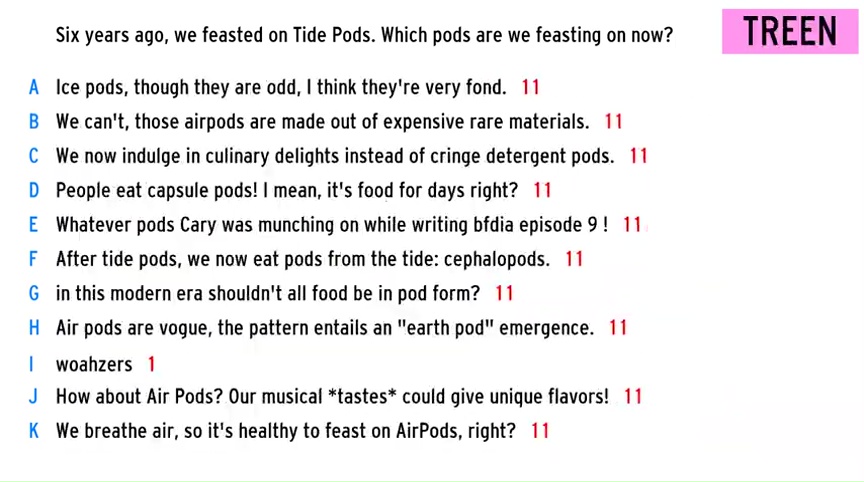 Six years ago, we feasted on Tide Pods. Which pods are we feasting on now?
TREEN
A Ice pods, though they are odd, I think they're very fond. 11
B We can't, those airpods are made out of expensive rare materials. 11
C We now indulge in culinary delights instead of cringe detergent pods. 11
D People eat capsule pods! I mean, it's food for days right? 11
E Whatever pods Cary was munching on while writing bfdia episode 9 ! 11
F After tide pods, we now eat pods from the tide: cephalopods. 11
G in this modern era shouldn't all food be in pod form? 11
H Air pods are vogue, the pattern entails an "earth pod" emergence. 11
I woahzers 1
J How about Air Pods? Our musical *tastes* could give unique flavors! 11
K We breathe air, so it's healthy to feast on AirPods, right? 11